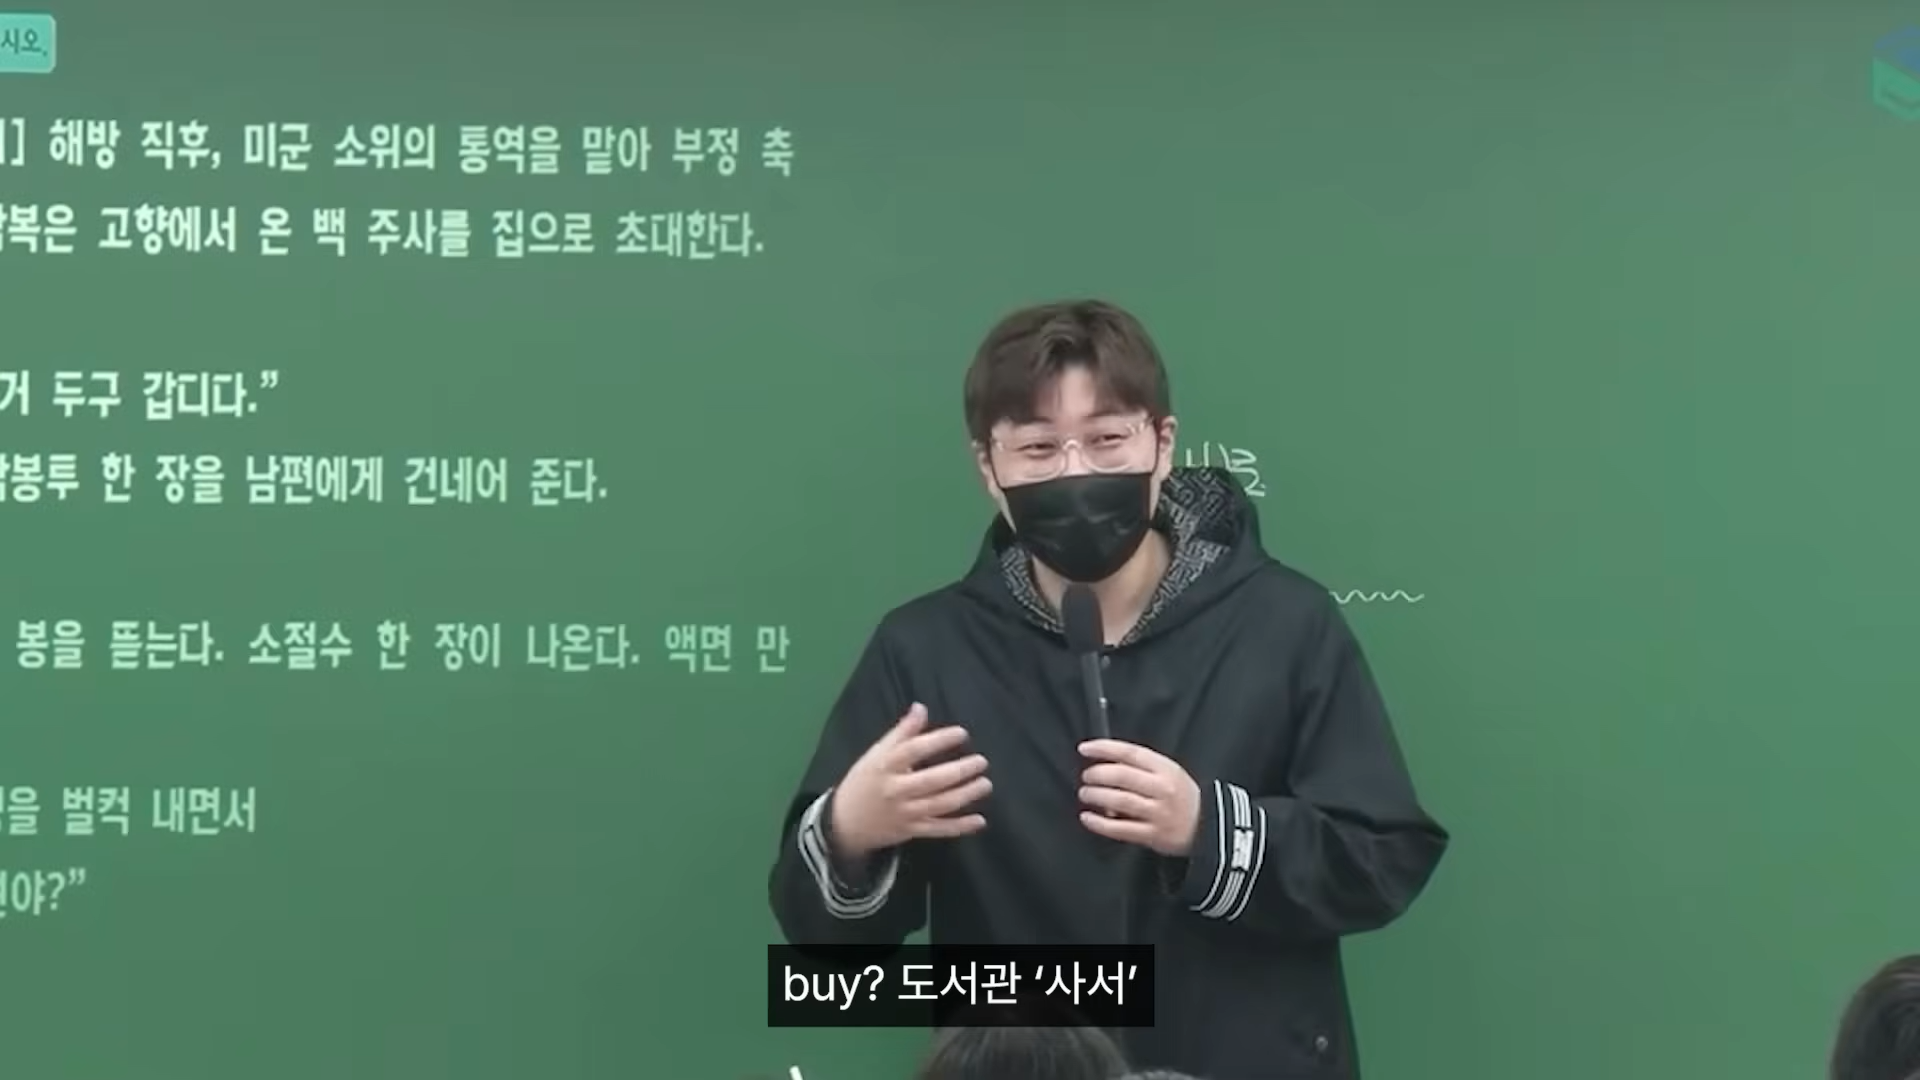 시오.
] 해방 직후, 미군 소위의 통역을 맡아 부정 축
복은 고향에서 온 백 주사를 집으로 초대한다.
거 두구 갑디다.”
봉투 한 장을 남편에게 건네어 준다.
봉을 뜯는다. 소절수 한 장이 나온다. 액면 만
을 벌컥 내면서
야?”
buy? 도서관 ‘사서’